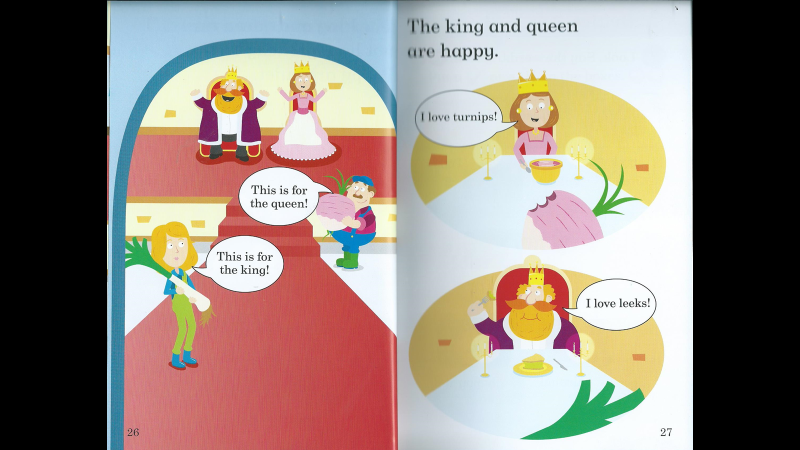 This is for
the queen!
This is for
the king!
26
The king and queen
are happy.
I love turnips!
I love leeks!
27